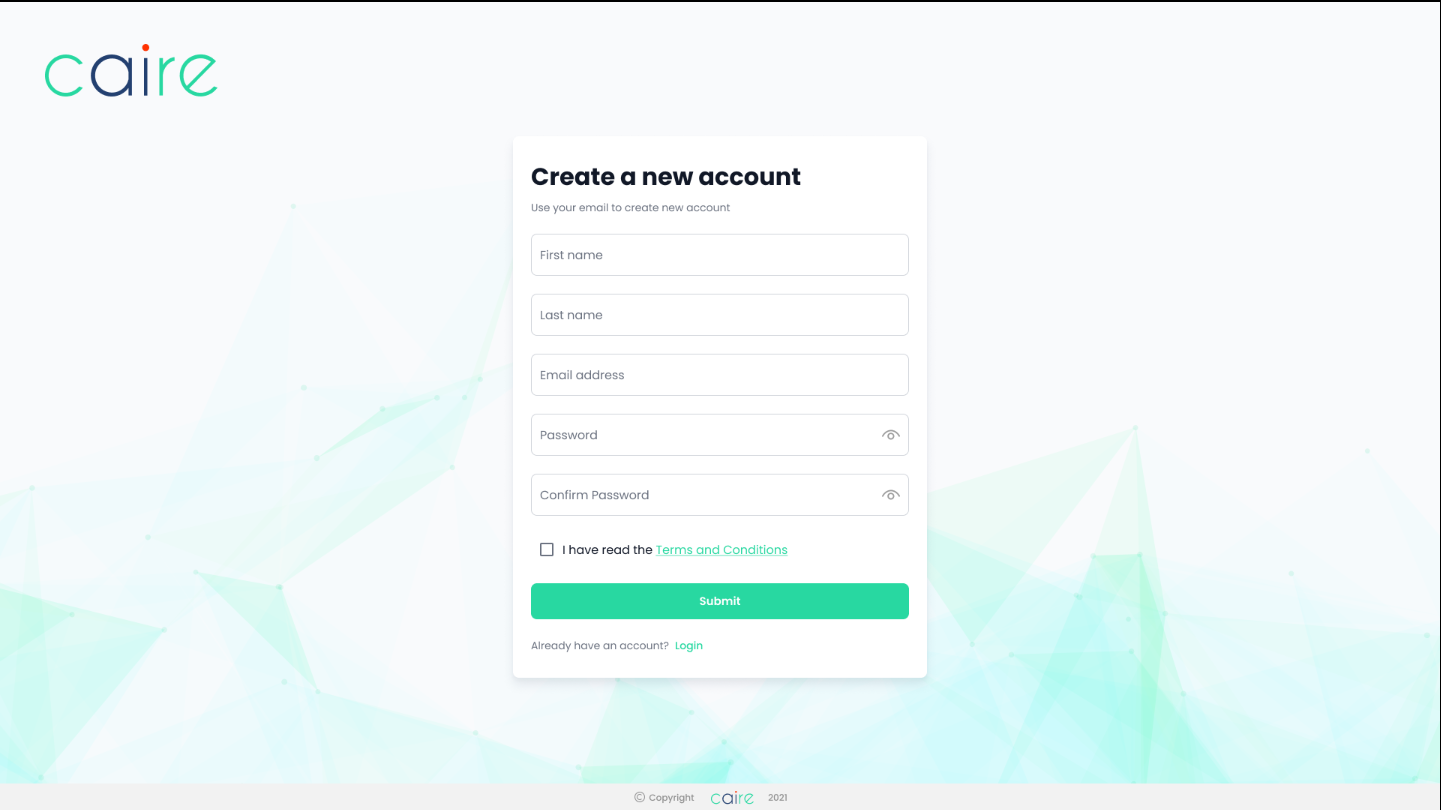 caire
Create a new account
Use your email to create new account
First name
Last name
Email address
Password
Confirm Password
I have read the Terms and Conditions
Submit
Already have an account? Login
© Copyright caire 2021